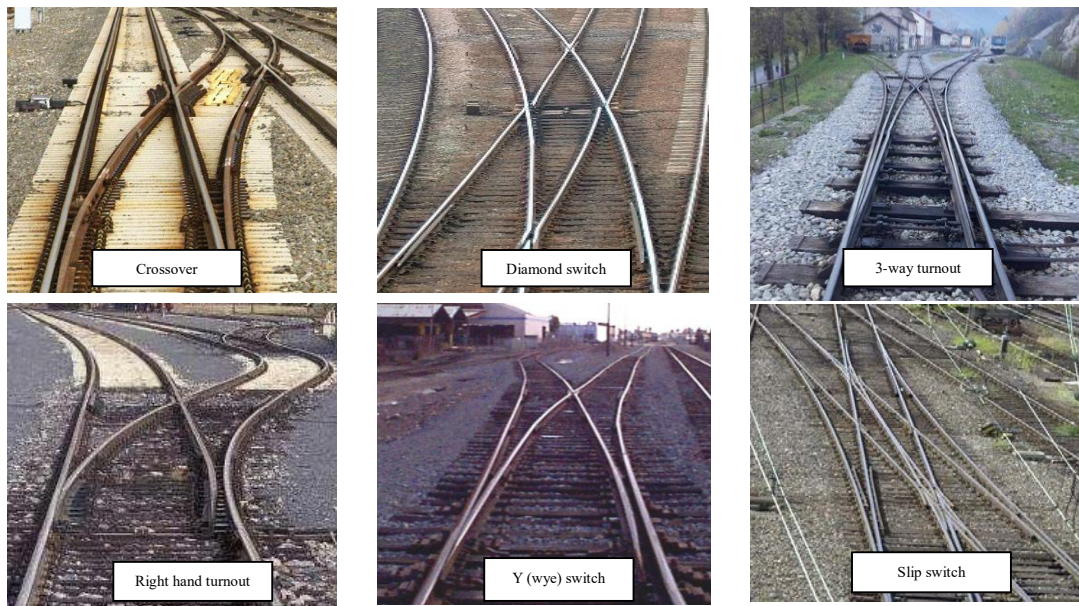 Crossover
Diamond switch
3-way turnout
Right hand turnout
Y (wye) switch
Slip switch